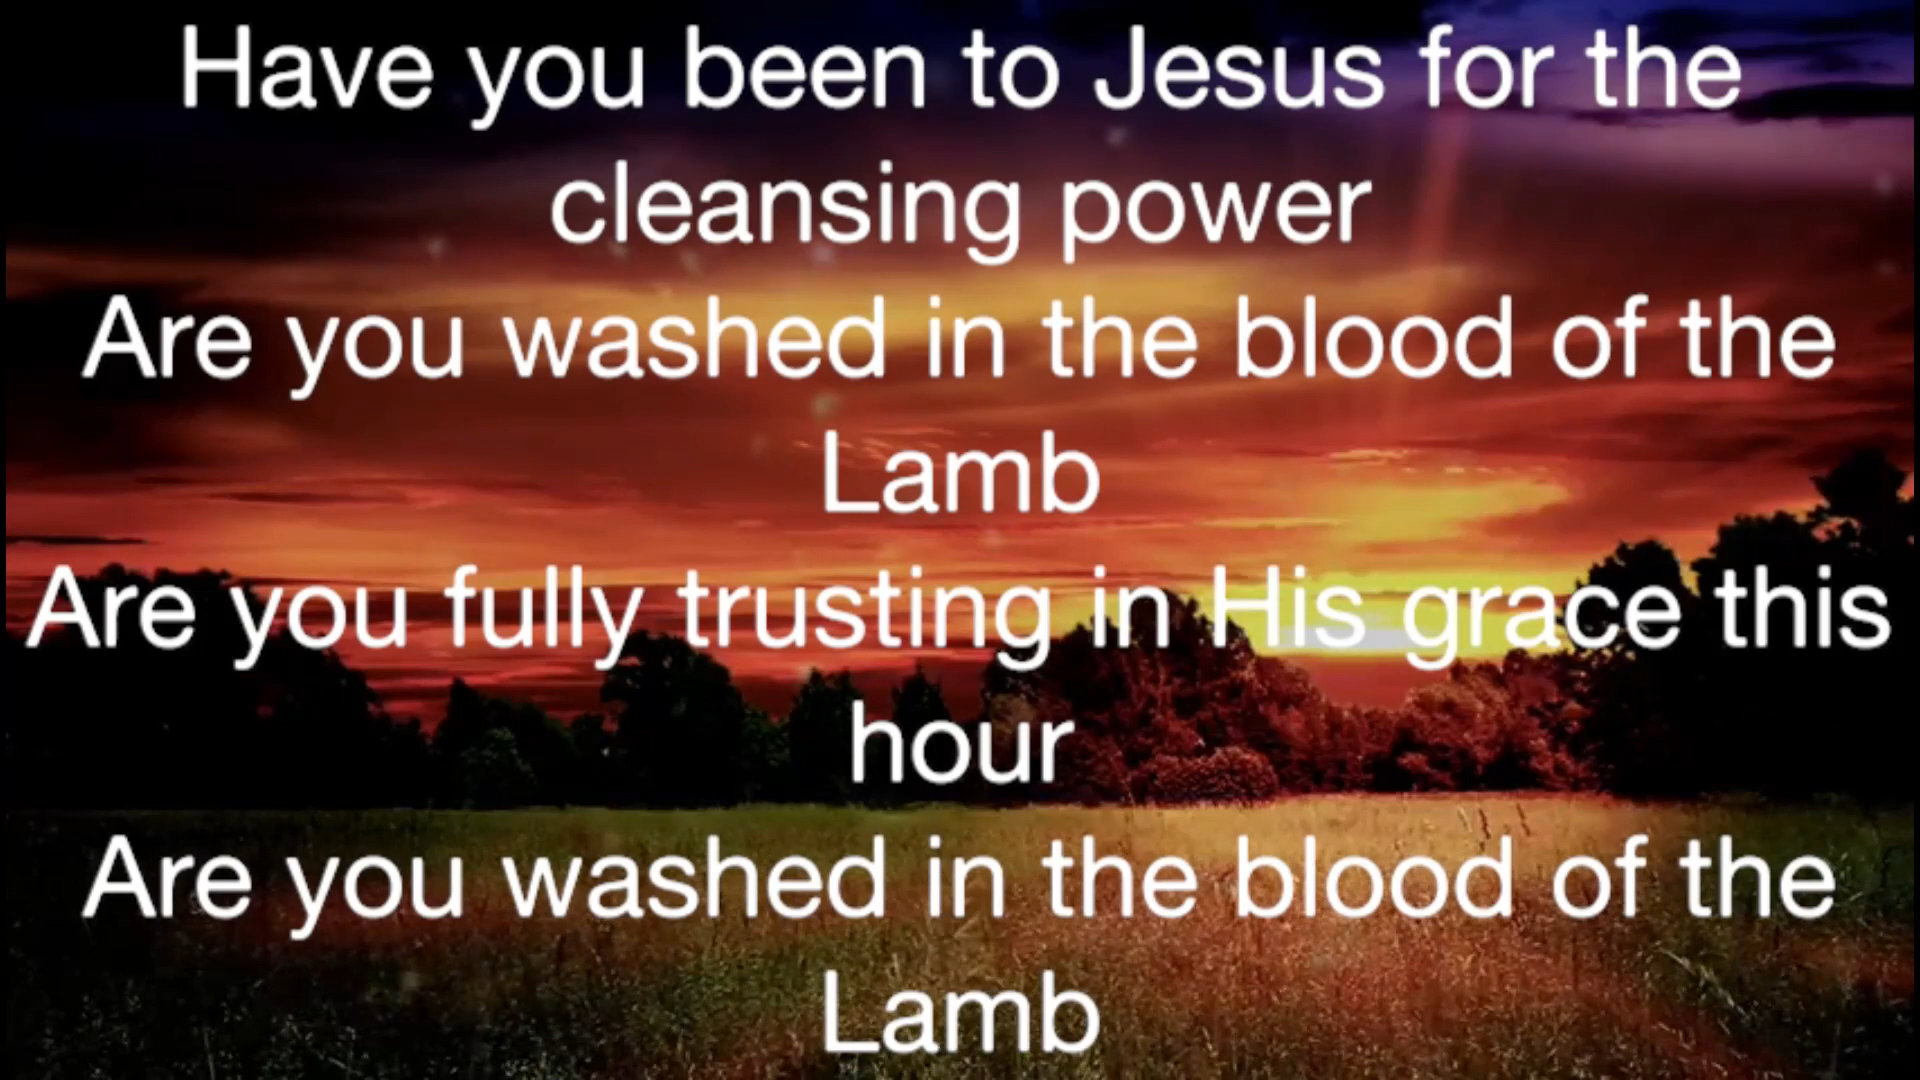 Have you been to Jesus for the
cleansing power
Are you washed in the blood of the
Lamb
Are you fully trusting in His grace this
hour
Are you washed in the blood of the
Lamb